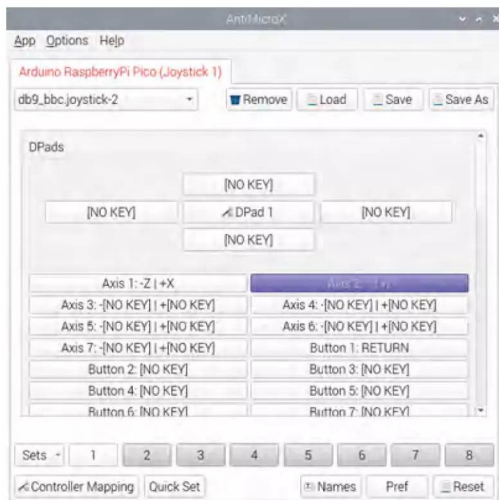 AntiMicroX
App Options Help
Arduino RaspberryPi Pico (Joystick 1)
db9_bbc.joystick-2 Remove Load Save Save As
DPads
[NO KEY]
[NO KEY] DPad 1 [NO KEY]
[NO KEY]
Axis 1: -Z | +X
Axis 3: -[NO KEY] | +[NO KEY] Axis 4: -[NO KEY] | +[NO KEY]
Axis 5: -[NO KEY] | +[NO KEY] Axis 6: -[NO KEY] | +[NO KEY]
Axis 7: -[NO KEY] | +[NO KEY] Button 1: RETURN
Button 2: [NO KEY] Button 3: [NO KEY]
Button 4: [NO KEY] Button 5: [NO KEY]
Button 6: [NO KEY] Button 7: [NO KEY]
Sets 1 2 3 4 5 6 7 8
Controller Mapping Quick Set Names Pref Reset